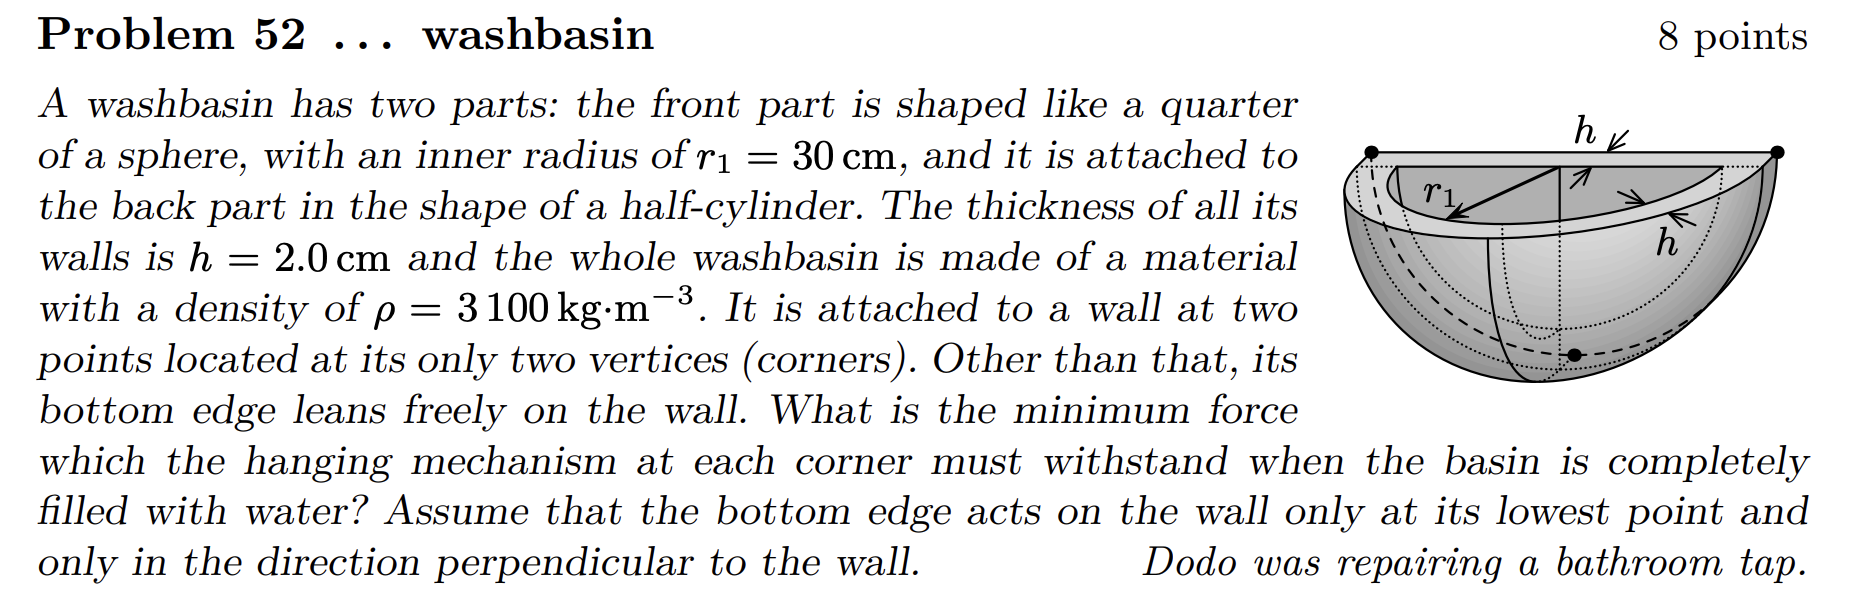 Problem 52 ... washbasin 8 points
A washbasin has two parts: the front part is shaped like a quarter
of a sphere, with an inner radius of r₁ = 30 cm, and it is attached to
the back part in the shape of a half-cylinder. The thickness of all its
walls is h = 2.0 cm and the whole washbasin is made of a material
with a density of ρ = 3 100 kg·m⁻³. It is attached to a wall at two
points located at its only two vertices (corners). Other than that, its
bottom edge leans freely on the wall. What is the minimum force
which the hanging mechanism at each corner must withstand when the basin is completely
filled with water? Assume that the bottom edge acts on the wall only at its lowest point and
only in the direction perpendicular to the wall. Dodo was repairing a bathroom tap.
h
r₁
h